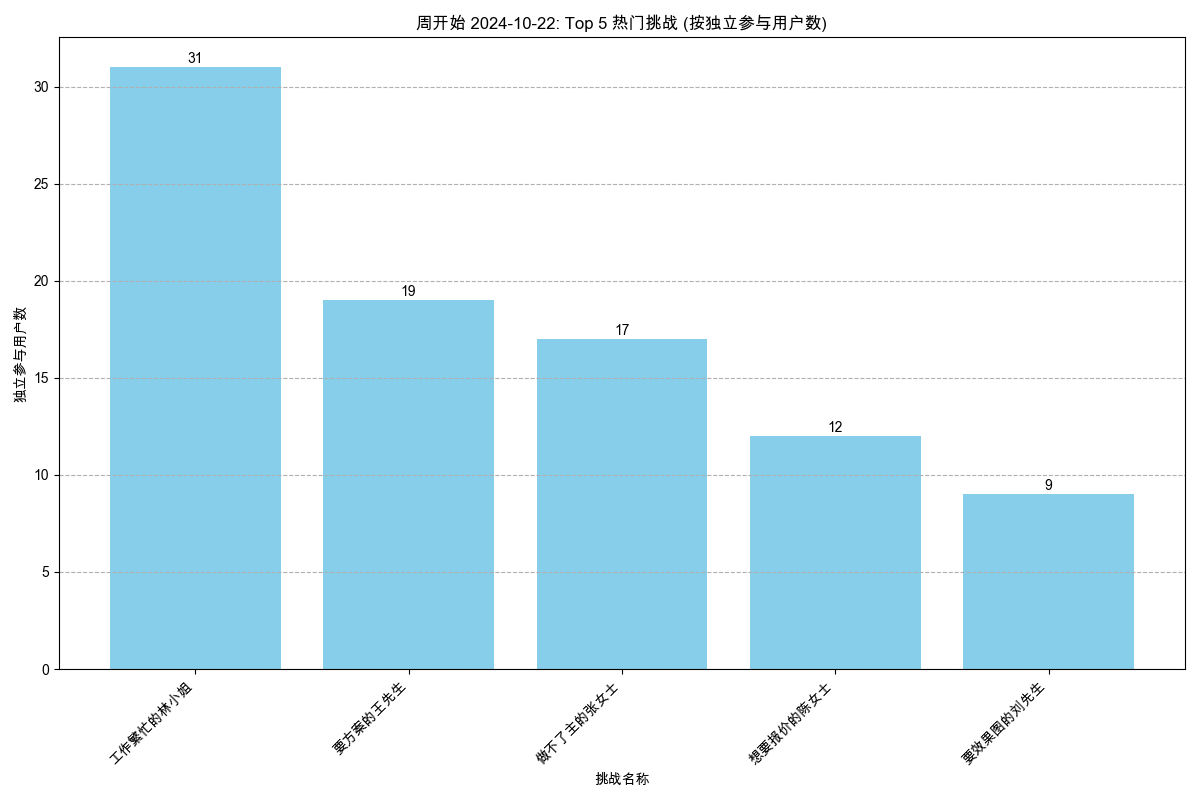 周开始 2024-10-22: Top 5 热门挑战 (按独立参与用户数)
独立参与用户数
30
25
20
15
10
5
0
31
19
17
12
9
工作繁忙的林小姐
要方案的王先生
做不了主的张女士
想要报价的陈女士
要效果图的刘先生
挑战名称